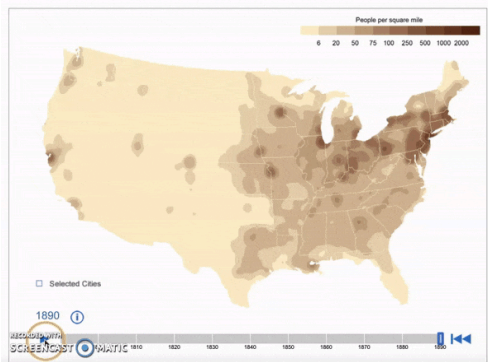 People per square mile
6 20 50 75 100 250 500 1000 2000
Selected Cities
1890
RECORDED WITH
SCREENCAST MATIC
1810 1820 1830 1840 1850 1860 1870 1880 1890